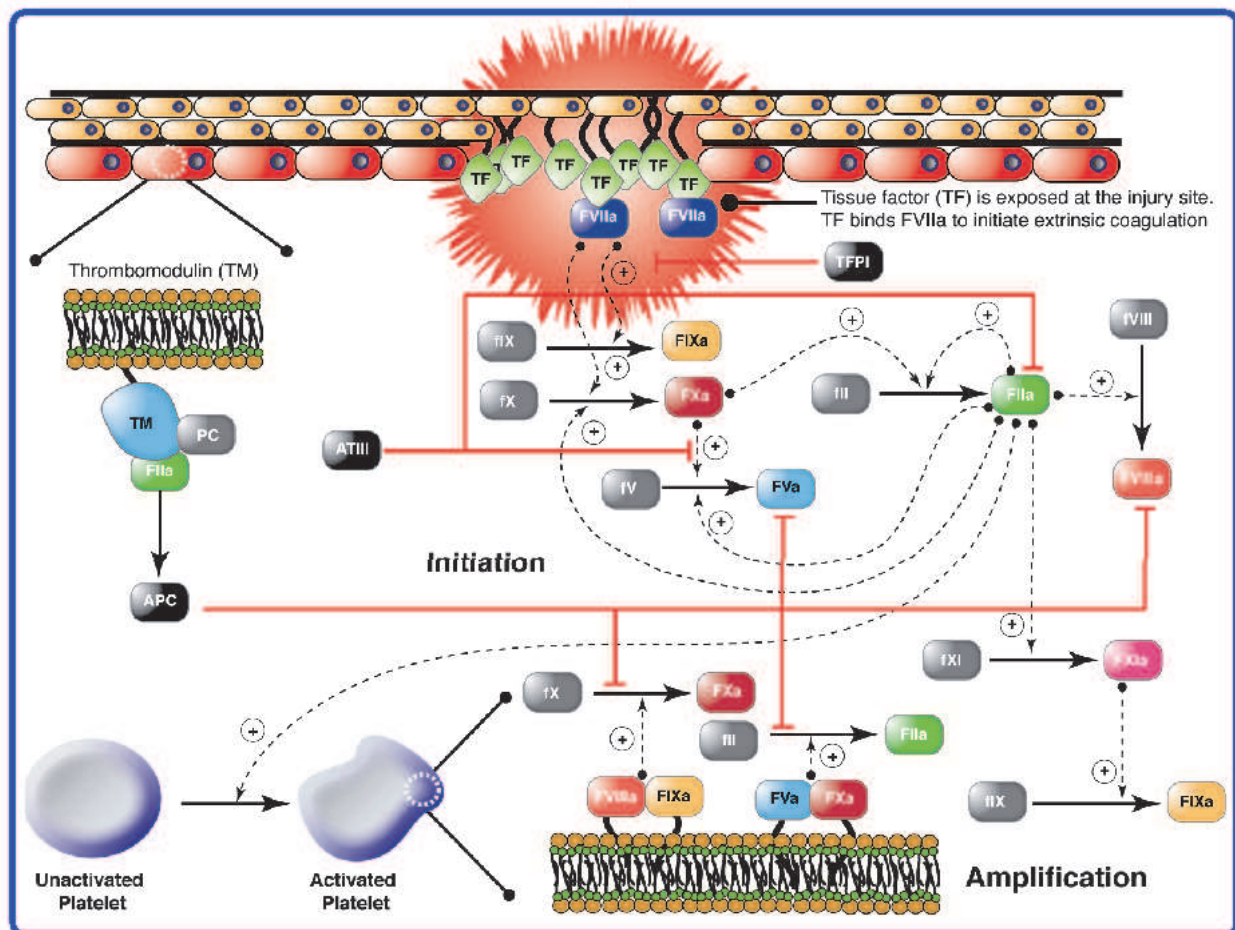 TF
TF
TF
TF
TF
TF
TF
FVIIa
FVIIa
Tissue factor (TF) is exposed at the injury site.
TF binds FVIIa to initiate extrinsic coagulation
TFPI
+
Thrombomodulin (TM)
TM
PC
FIIa
APC
fIX
+
FIXa
fX
+
FXa
ATIII
+
fV
+
FVa
+
fII
+
FIIa
+
fVIII
FVIIIa
Initiation
+
fXI
FXIa
+
fIX
FIXa
fX
FXa
+
fII
FIIa
+
FVIIIa
FIXa
FVa
FXa
+
Unactivated
Platelet
Activated
Platelet
Amplification